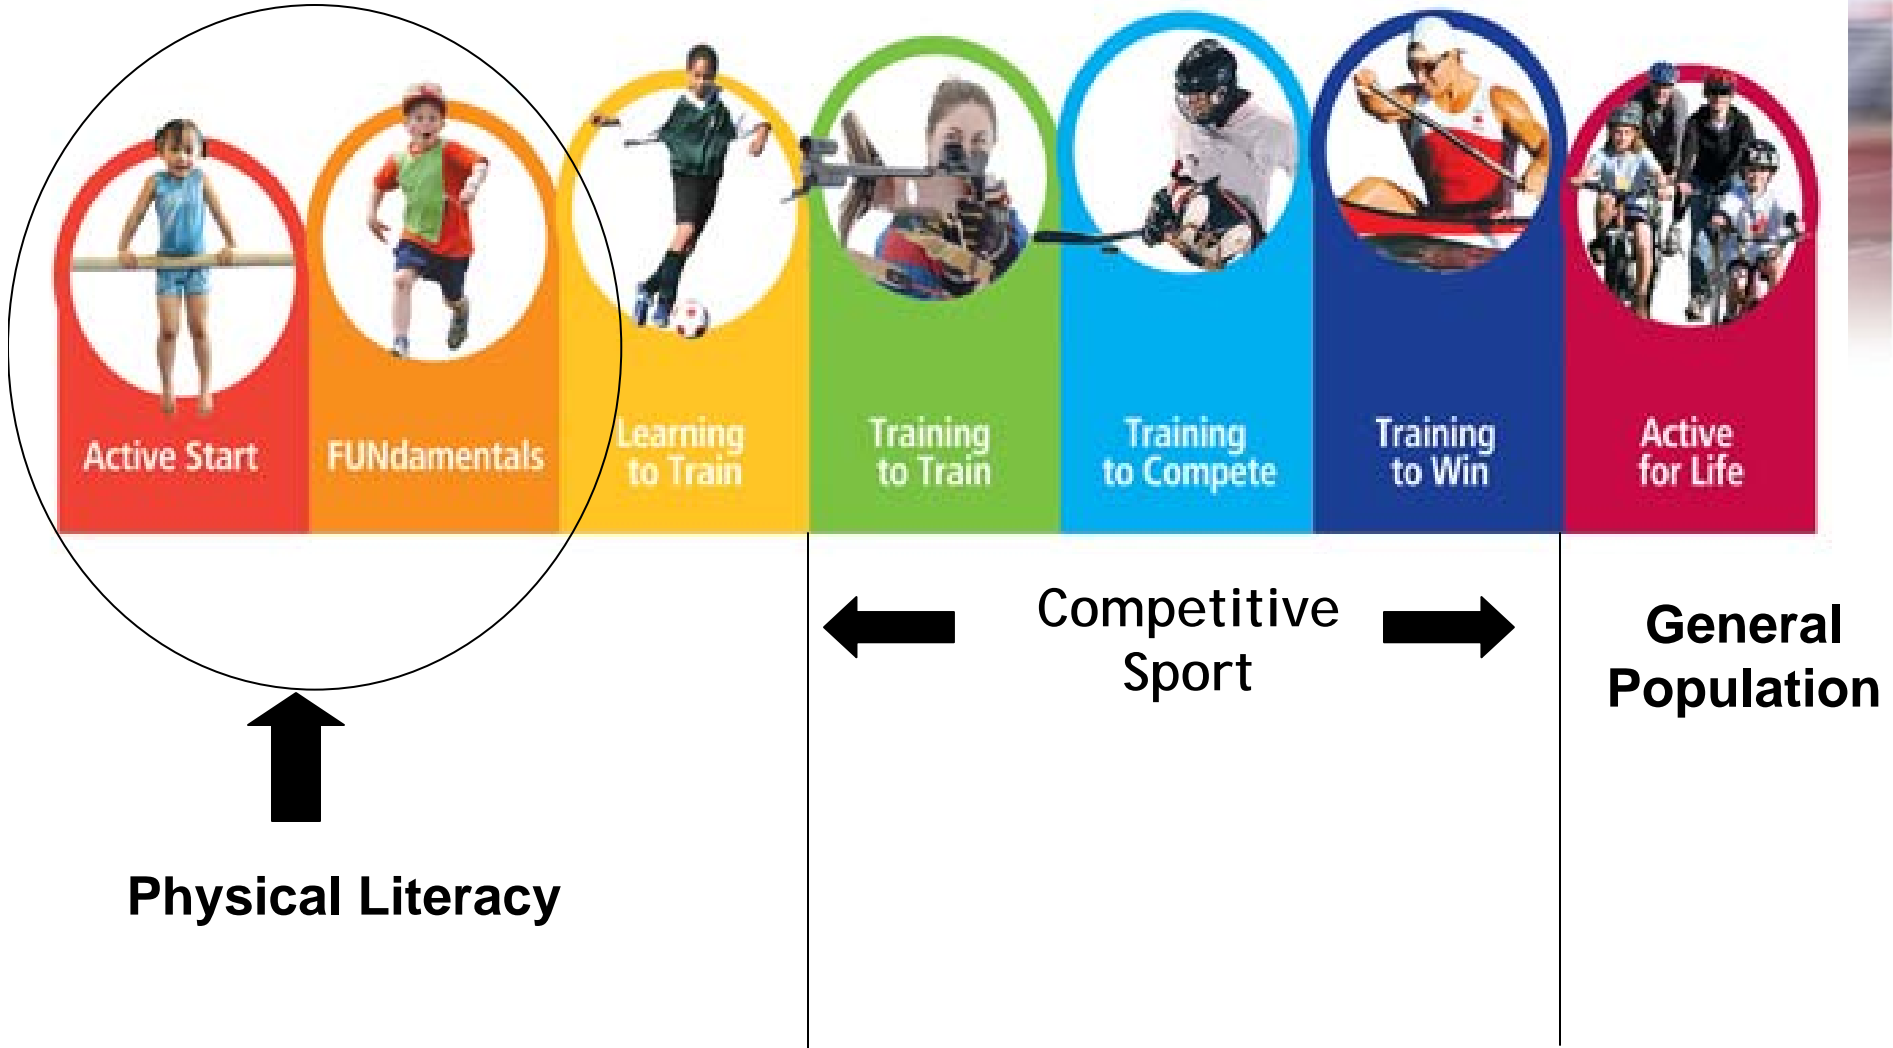 Active Start
FUNdamentals
Learning
to Train
Training
to Train
Training
to Compete
Training
to Win
Active
for Life
Competitive
Sport
General
Population
Physical Literacy